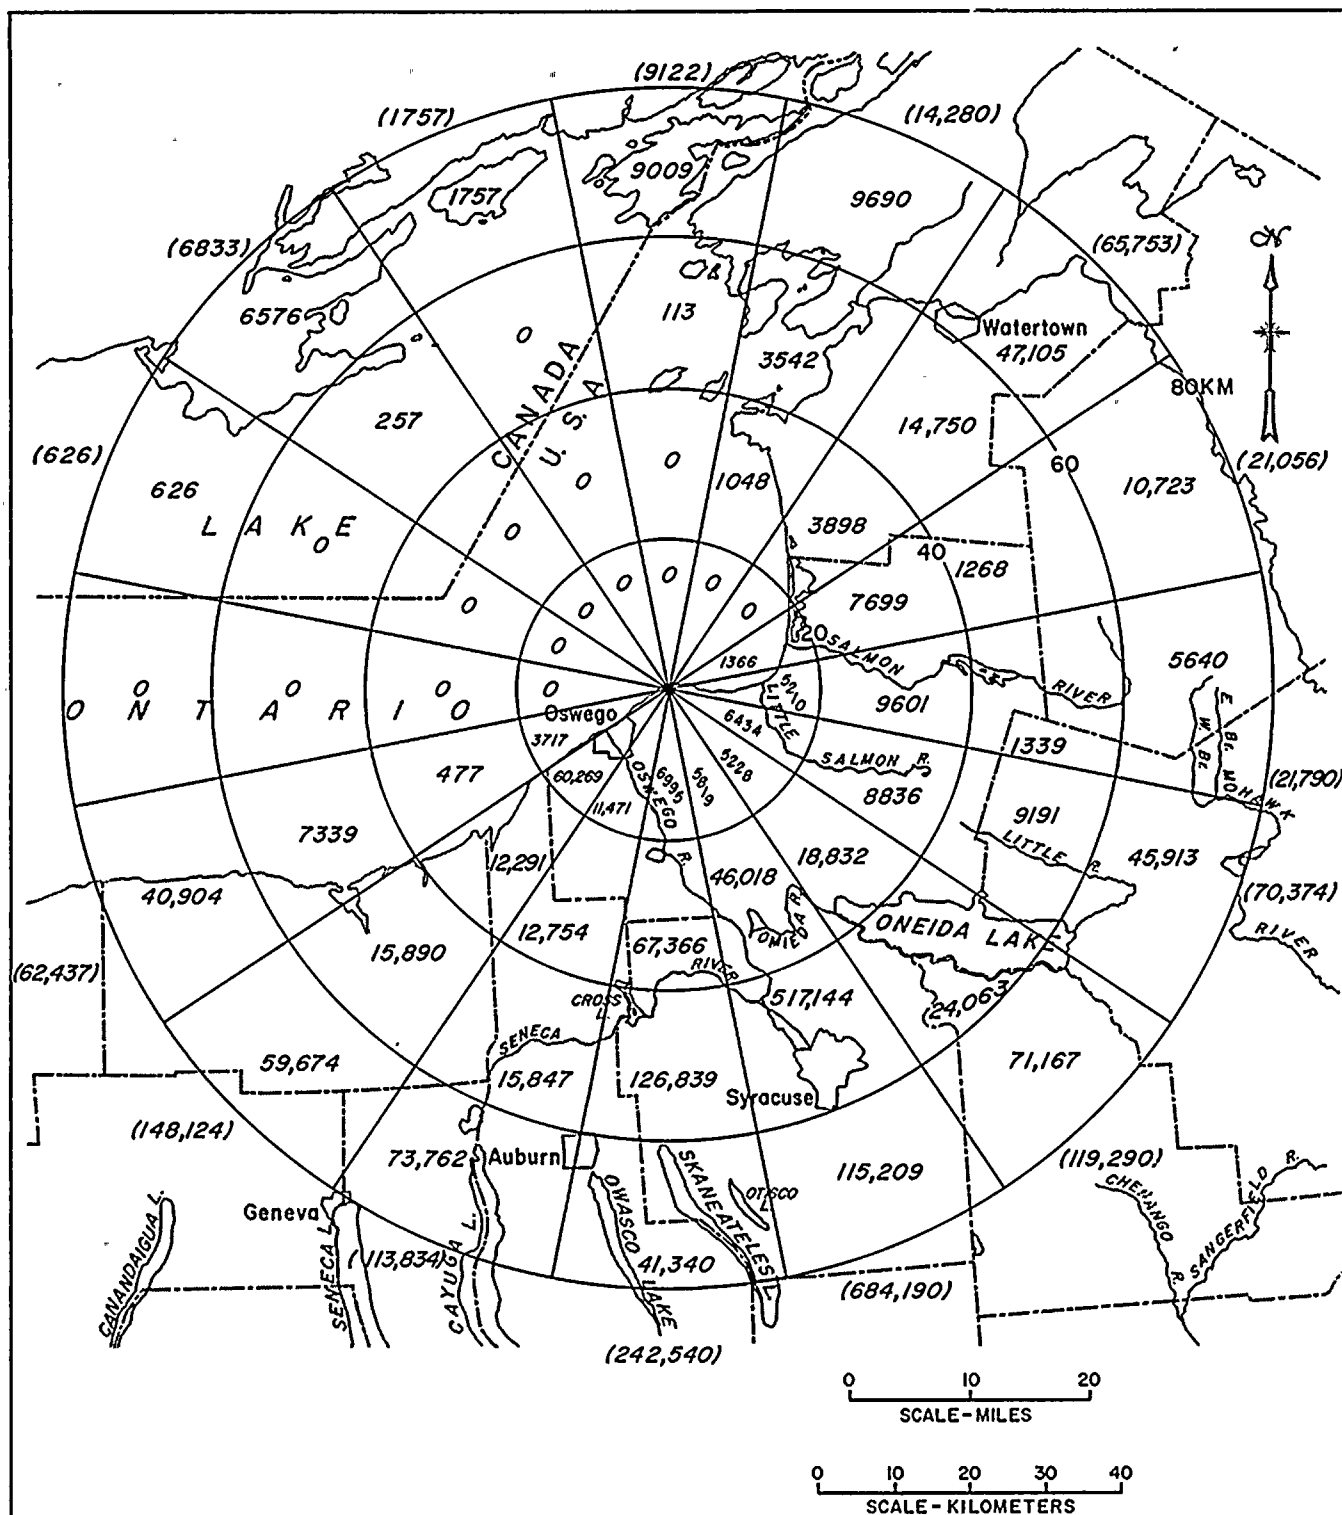 (9122)
(1757)
(14,280)
9009
1757
9690
(6833)
(65,753)
N
6576
113
Watertown
47,105
0
3542
CANADA
U. S. A
80KM
257
14,750
60
(626)
(21,056)
626
0
0
1048
10,723
LAKE
0
0
3898
40
1268
0
0
0
0
0
0
0
7699
0
20
SALMON
RIVER
1366
5640
0
0
0
0
5210
9601
ONTARIO
Oswego
LITTLE
6434
E. Br.
W. Br.
3717
1339
477
60,269
OSWEGO
R.
6995
5819
5228
SALMON R.
(21,790)
MOHAWK
RIVER
11,471
8836
7339
9191
LITTLE R.
45,913
12,291
18,832
40,904
46,018
(70,374)
12,754
ONEIDA R.
ONEIDA LAKE
15,890
67,366
RIVER
(62,437)
CROSS L.
517,144
24,063
SENECA
59,674
15,847
126,839
71,167
Syracuse
(148,124)
73,762
Auburn
115,209
(119,290)
SKANEATELES L.
OTISCO L.
CHENANGO R.
SANGERFIELD R.
Geneva
OWASCO LAKE
CANANDAIGUA L.
SENECA L.
(113,834)
CAYUGA L.
41,340
(684,190)
(242,540)
0 10 20
SCALE-MILES
0 10 20 30 40
SCALE-KILOMETERS